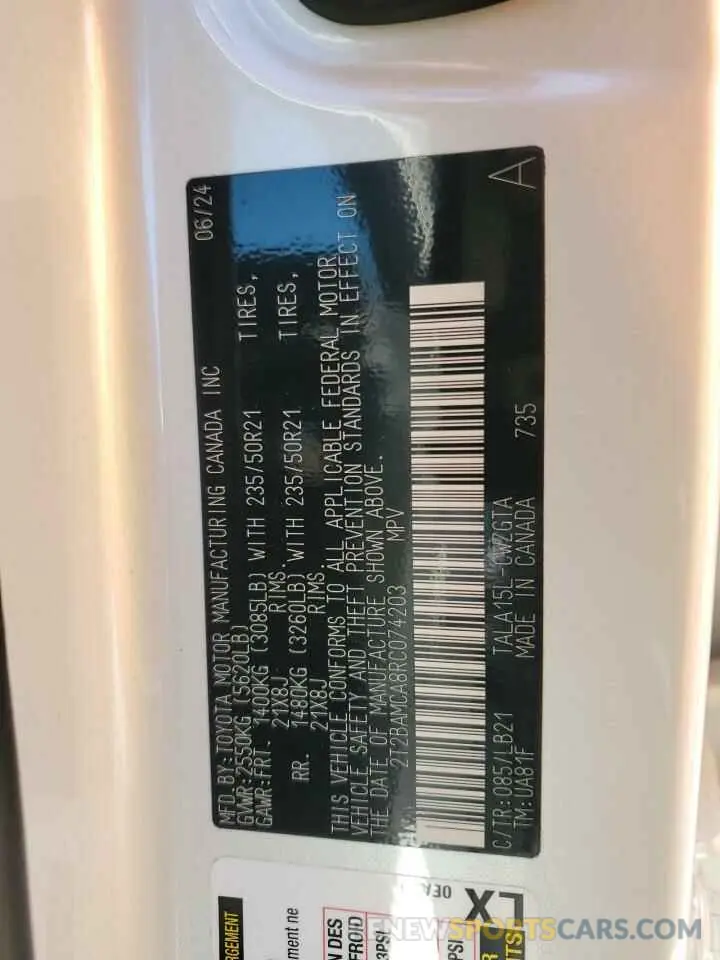 MFD BY:TOYOTA MOTOR MANUFACTURING CANADA INC 06/24
GVWR:2550KG (5620LB)
GAWR:FRT. 1400KG (3085LB) WITH 235/50R21 TIRES,
21X8J RIMS.
RR. 1480KG (3260LB) WITH 235/50R21 TIRES,
21X8J RIMS.
THIS VEHICLE CONFORMS TO ALL APPLICABLE FEDERAL MOTOR
VEHICLE SAFETY AND THEFT PREVENTION STANDARDS IN EFFECT ON
THE DATE OF MANUFACTURE SHOWN ABOVE.
2T2BAMCA8RC074203 MPV
C/TR:085/LB21 TALA15L-CWZGTA 735 A
TM:UA81F MADE IN CANADA
ENEWSPORTSCARS.COM